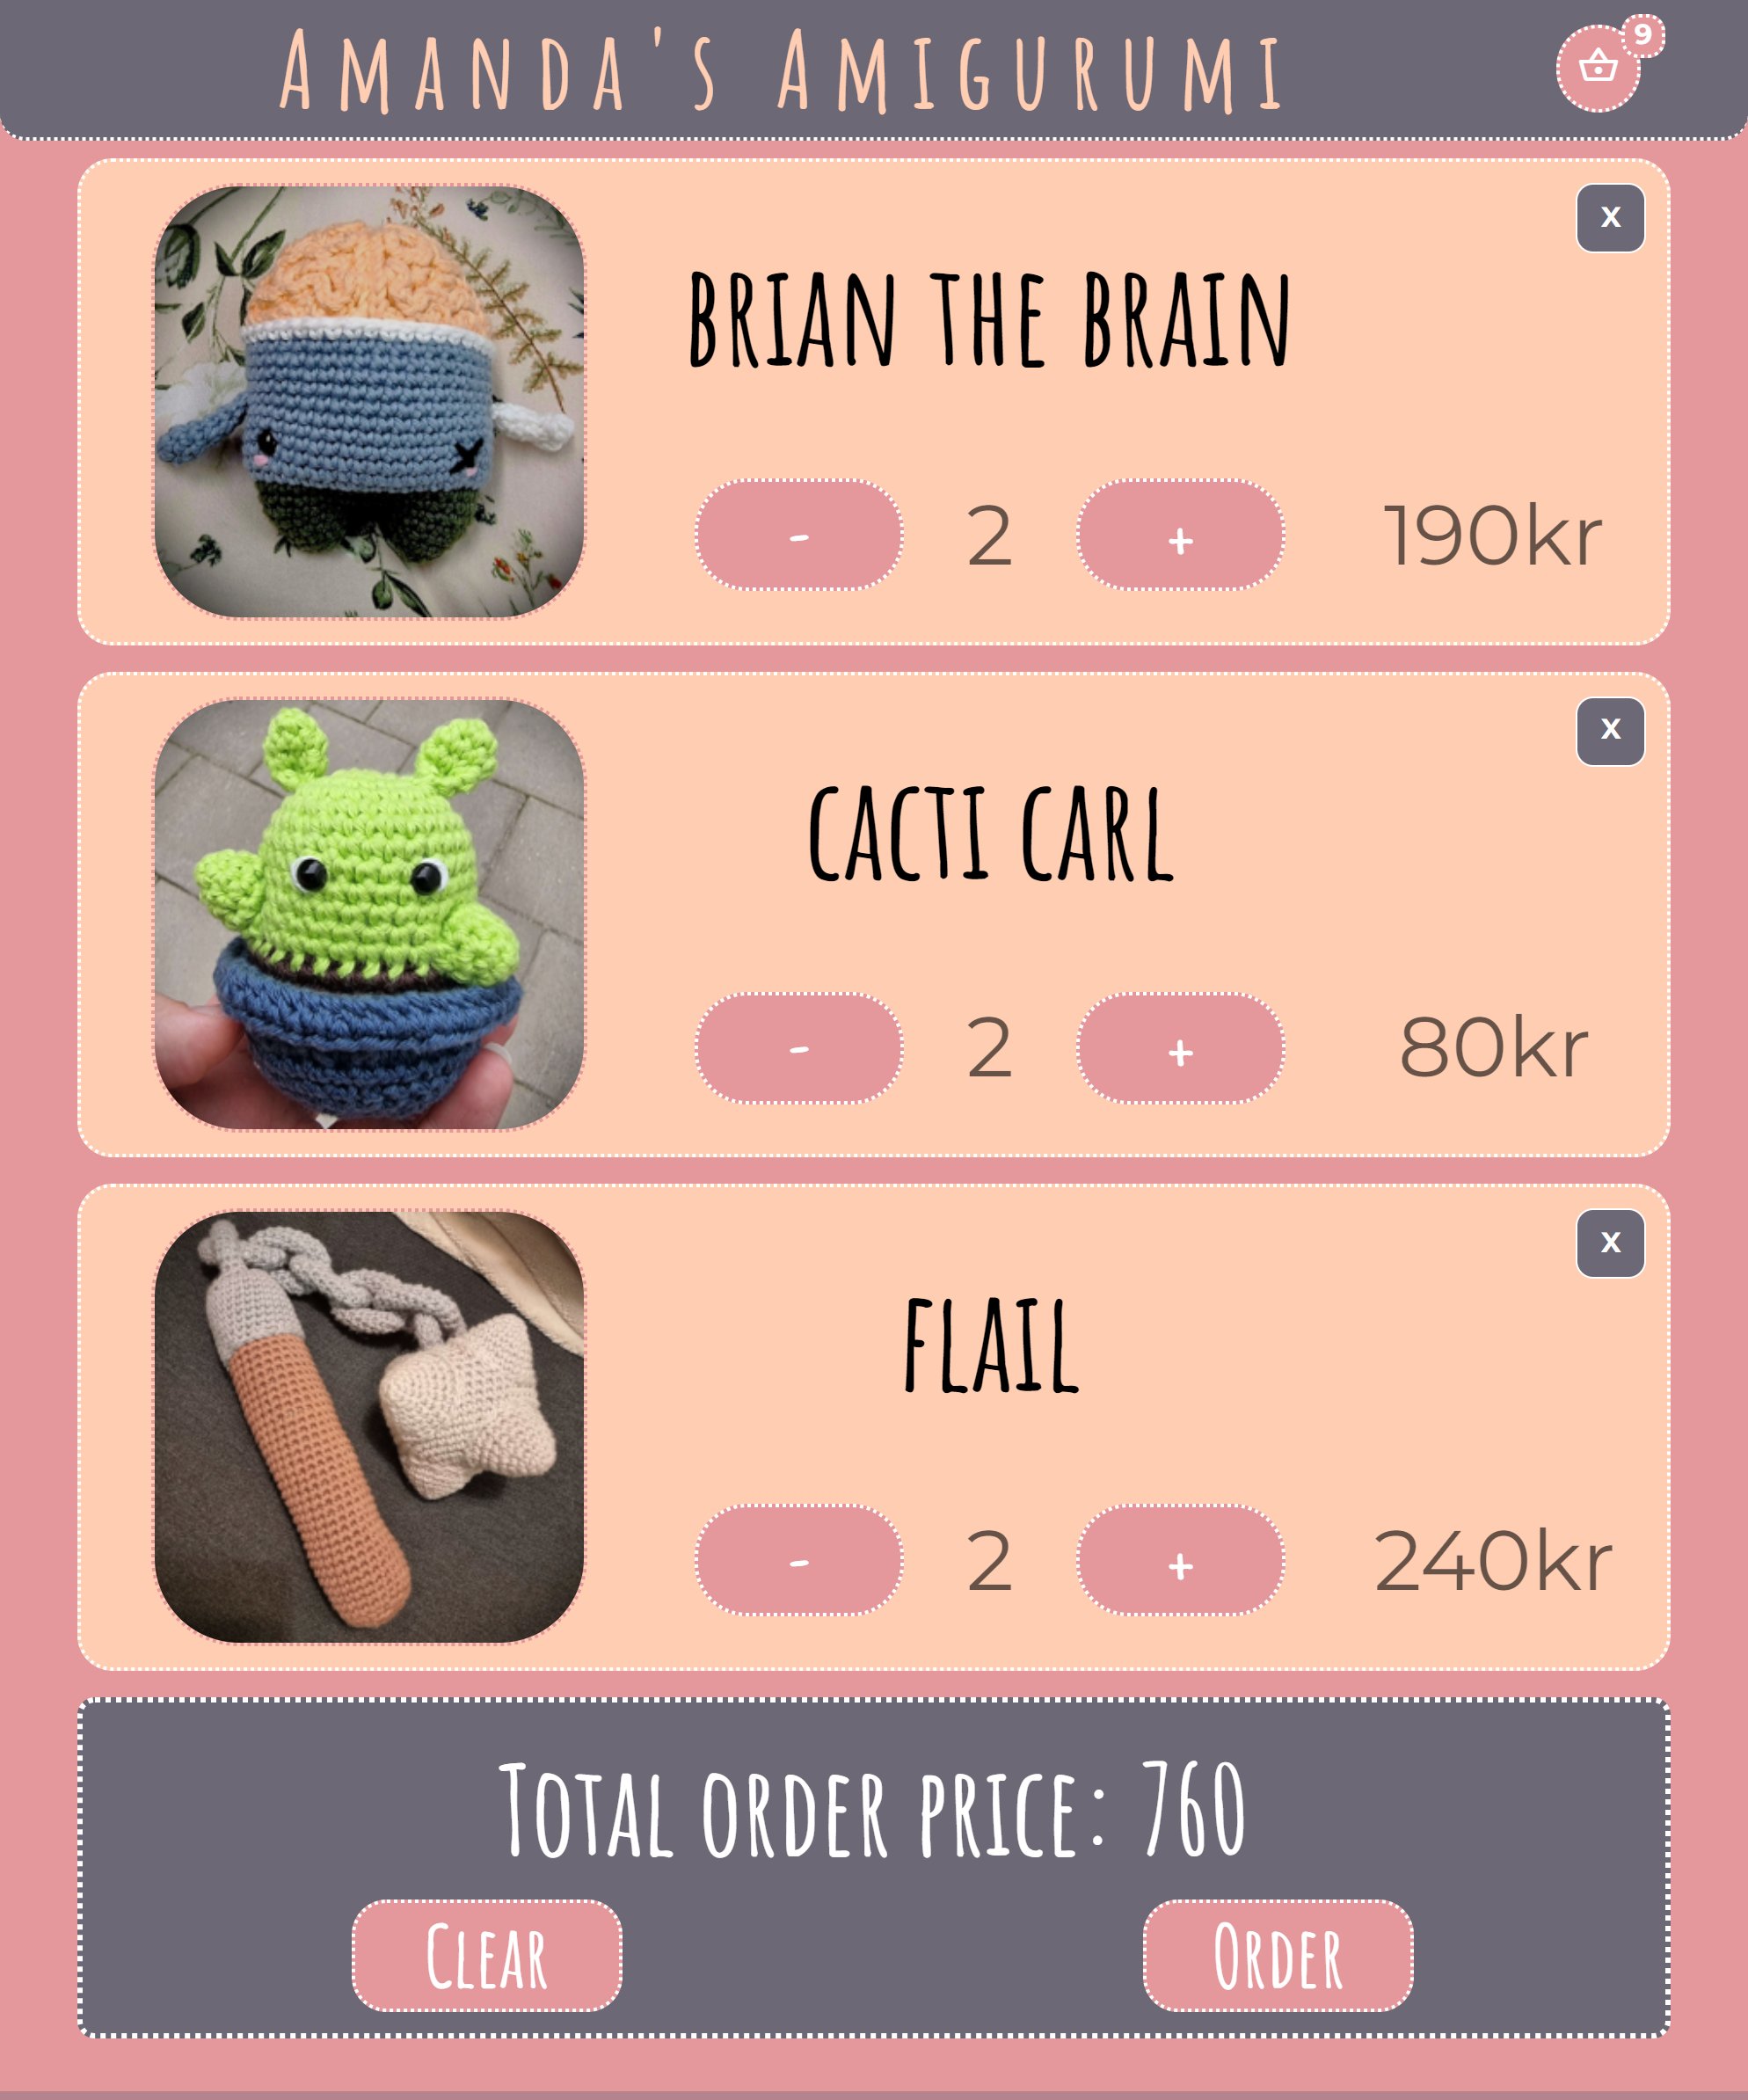 Amanda's Amigurumi
9
x
BRIAN THE BRAIN
- 2 + 190kr
x
CACTI CARL
- 2 + 80kr
x
FLAIL
- 2 + 240kr
Total order price: 760
Clear Order